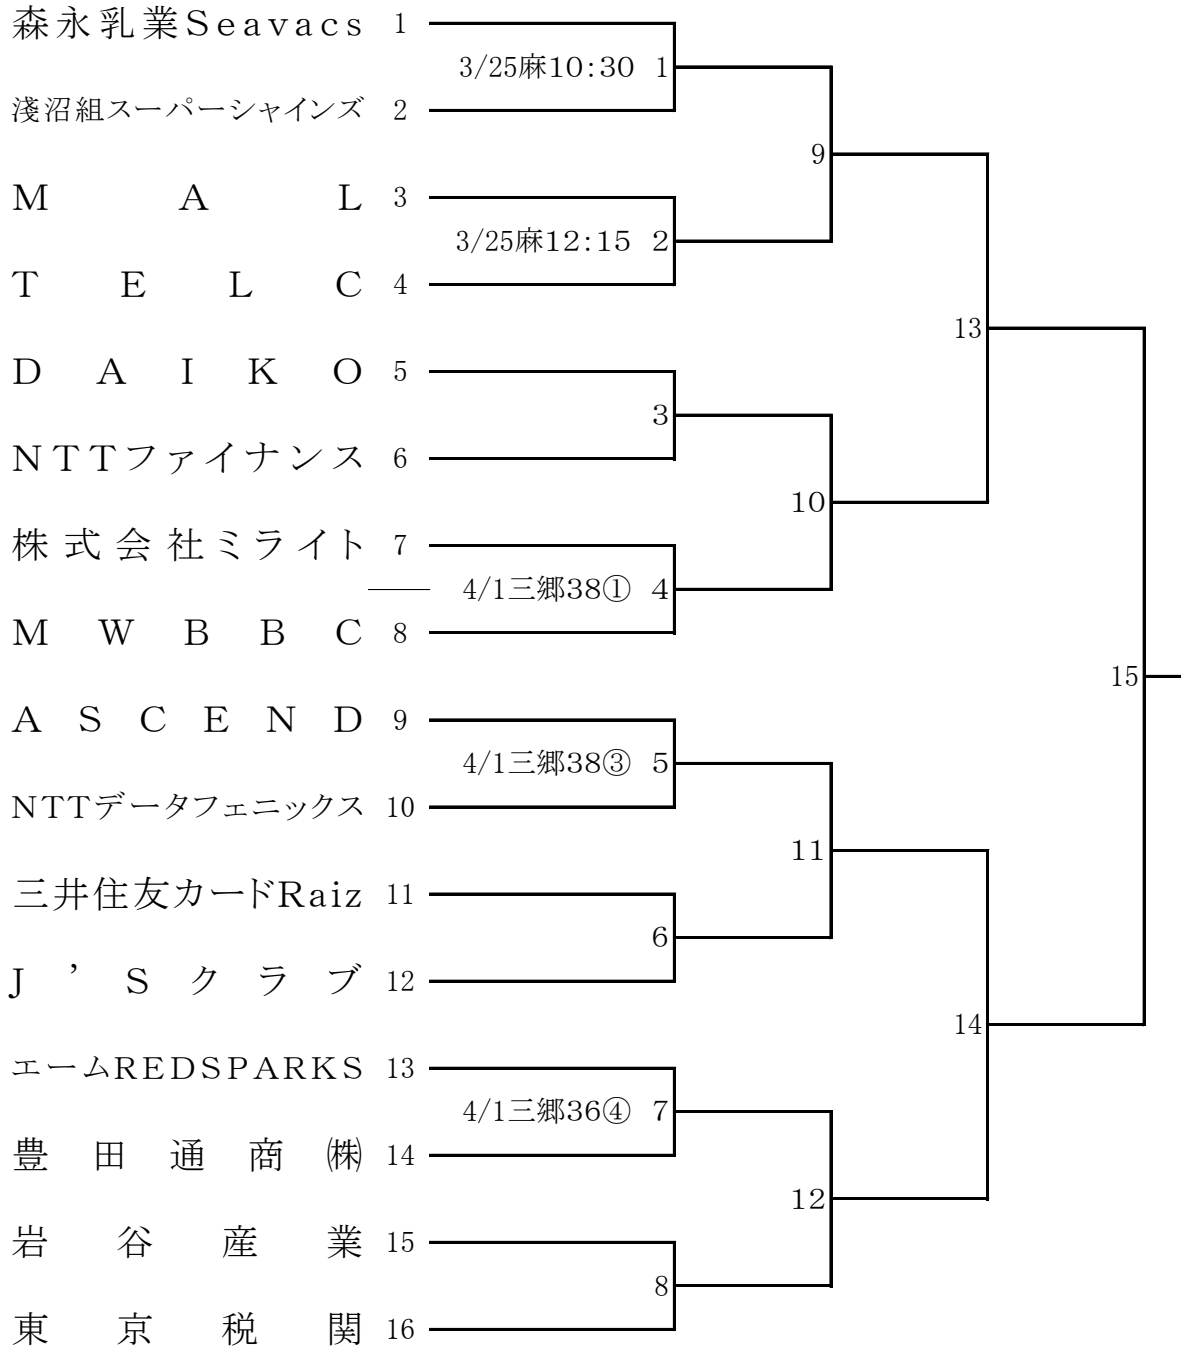 森永乳業Seavacs 1
3/25麻10:30 1
淺沼組スーパーシャインズ 2
9
MAL 3
3/25麻12:15 2
TELC 4
13
DAIKO 5
3
NTTファイナンス 6
10
株式会社ミライト 7
4/1三郷38① 4
MWBBC 8
15
ASCEND 9
4/1三郷38③ 5
NTTデータフェニックス 10
11
三井住友カードRaiz 11
6
J’Sクラブ 12
14
エームREDSPARKS 13
4/1三郷36④ 7
豊田通商㈱ 14
12
岩谷産業 15
8
東京税関 16